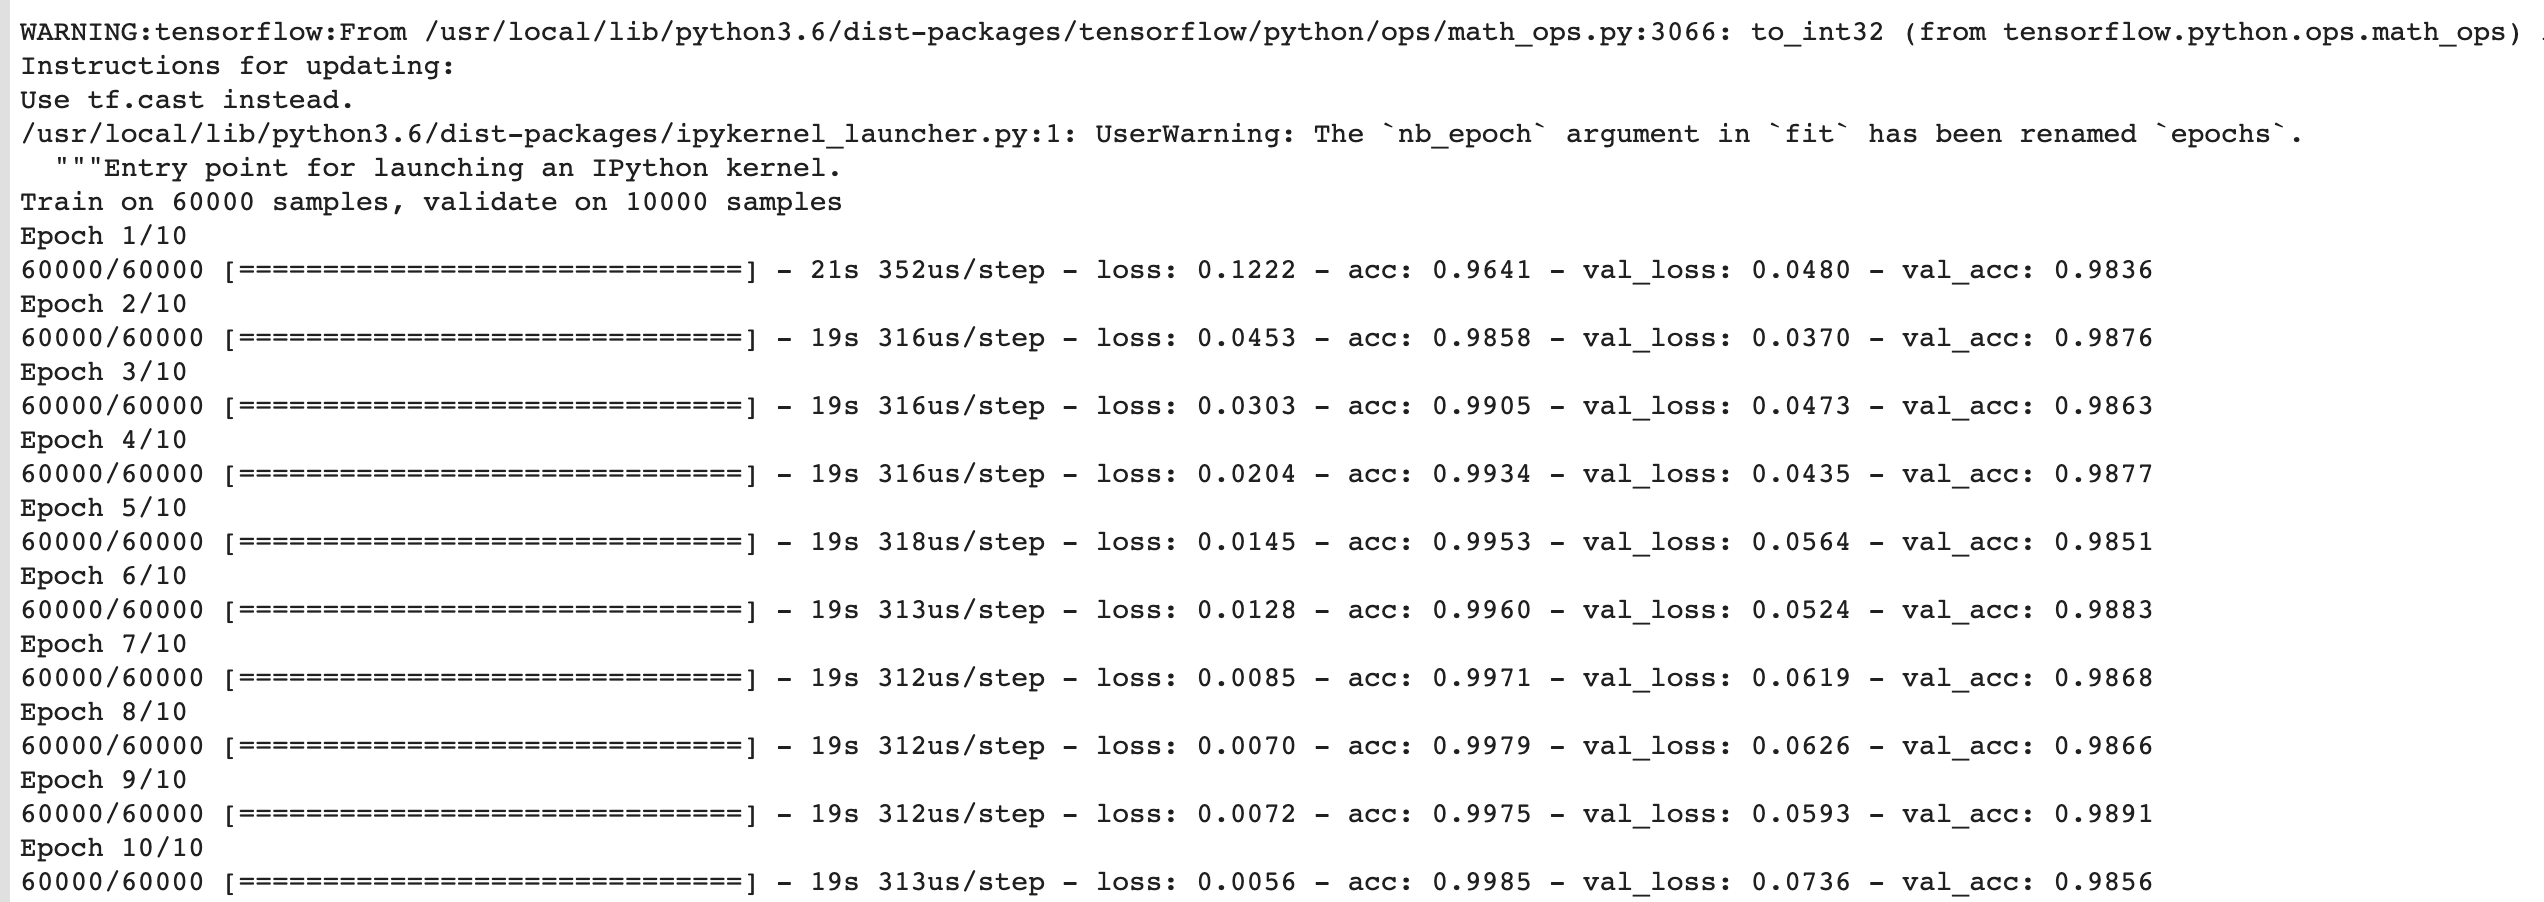 WARNING:tensorflow:From /usr/local/lib/python3.6/dist-packages/tensorflow/python/ops/math_ops.py:3066: to_int32 (from tensorflow.python.ops.math_ops)
Instructions for updating:
Use tf.cast instead.
/usr/local/lib/python3.6/dist-packages/ipykernel_launcher.py:1: UserWarning: The `nb_epoch` argument in `fit` has been renamed `epochs`.
  """Entry point for launching an IPython kernel.
Train on 60000 samples, validate on 10000 samples
Epoch 1/10
60000/60000 [==============================] - 21s 352us/step - loss: 0.1222 - acc: 0.9641 - val_loss: 0.0480 - val_acc: 0.9836
Epoch 2/10
60000/60000 [==============================] - 19s 316us/step - loss: 0.0453 - acc: 0.9858 - val_loss: 0.0370 - val_acc: 0.9876
Epoch 3/10
60000/60000 [==============================] - 19s 316us/step - loss: 0.0303 - acc: 0.9905 - val_loss: 0.0473 - val_acc: 0.9863
Epoch 4/10
60000/60000 [==============================] - 19s 316us/step - loss: 0.0204 - acc: 0.9934 - val_loss: 0.0435 - val_acc: 0.9877
Epoch 5/10
60000/60000 [==============================] - 19s 318us/step - loss: 0.0145 - acc: 0.9953 - val_loss: 0.0564 - val_acc: 0.9851
Epoch 6/10
60000/60000 [==============================] - 19s 313us/step - loss: 0.0128 - acc: 0.9960 - val_loss: 0.0524 - val_acc: 0.9883
Epoch 7/10
60000/60000 [==============================] - 19s 312us/step - loss: 0.0085 - acc: 0.9971 - val_loss: 0.0619 - val_acc: 0.9868
Epoch 8/10
60000/60000 [==============================] - 19s 312us/step - loss: 0.0070 - acc: 0.9979 - val_loss: 0.0626 - val_acc: 0.9866
Epoch 9/10
60000/60000 [==============================] - 19s 312us/step - loss: 0.0072 - acc: 0.9975 - val_loss: 0.0593 - val_acc: 0.9891
Epoch 10/10
60000/60000 [==============================] - 19s 313us/step - loss: 0.0056 - acc: 0.9985 - val_loss: 0.0736 - val_acc: 0.9856